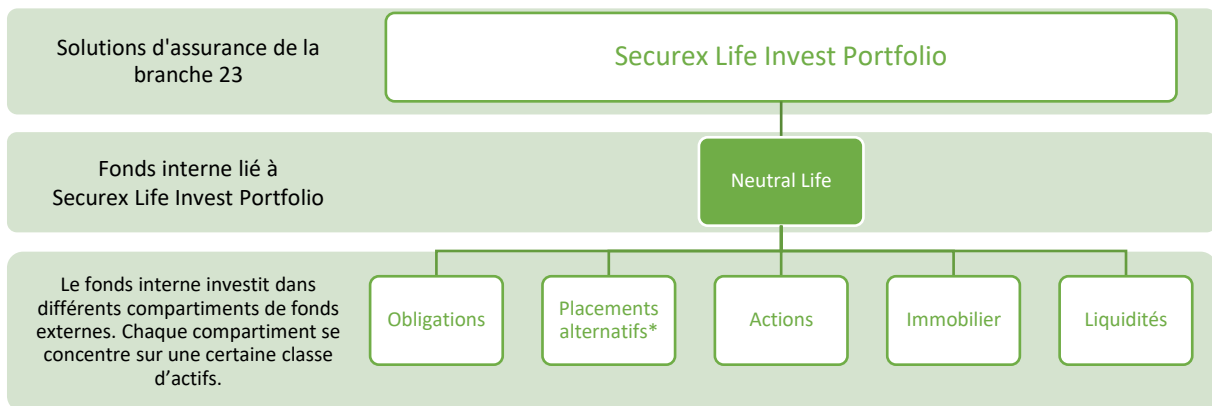 Solutions d'assurance de la
branche 23
Securex Life Invest Portfolio
Fonds interne lié à
Securex Life Invest Portfolio
Neutral Life
Le fonds interne investit dans
différents compartiments de fonds
externes. Chaque compartiment se
concentre sur une certaine classe
d’actifs.
Obligations
Placements
alternatifs*
Actions
Immobilier
Liquidités